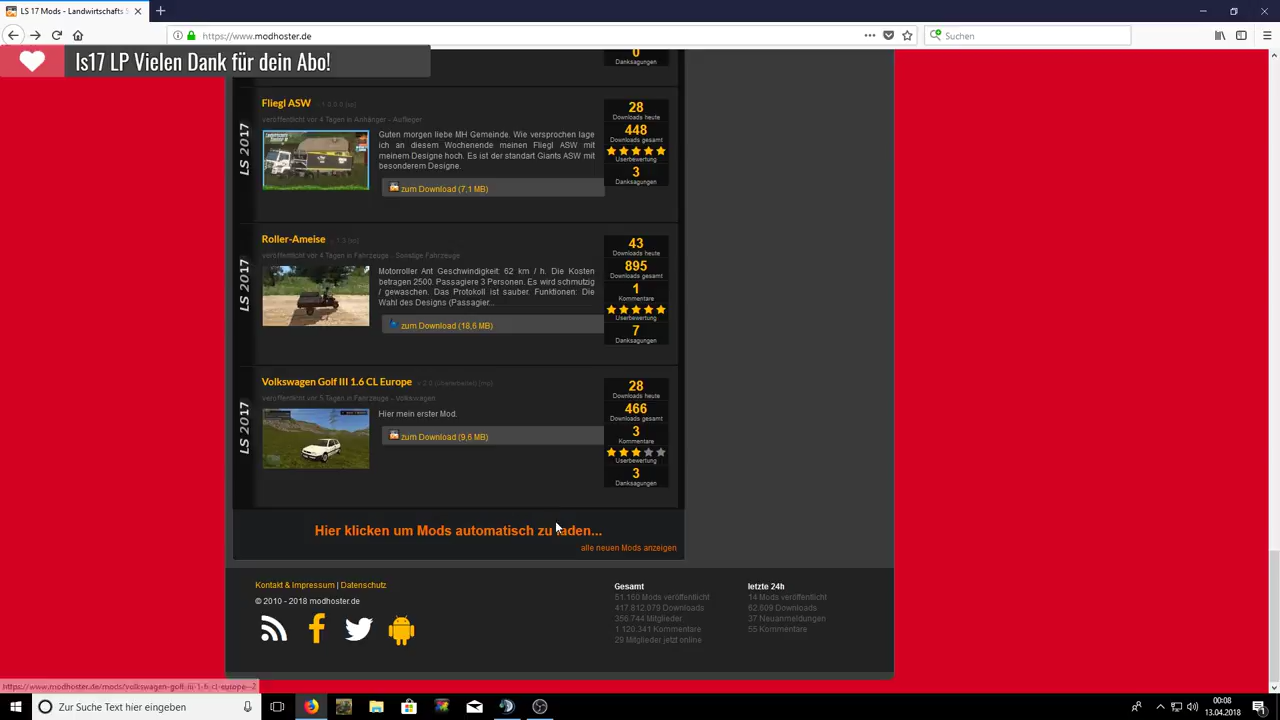 LS 17 Mods - Landwirtschafts S
https://www.modhoster.de
Suchen
ls17 LP Vielen Dank für dein Abo!
0
Danksagungen
LS 2017
Fliegl ASW
veröffentlicht vor 4 Tagen in Anhänger - Auflieger
Guten morgen liebe MH Gemeinde. Wie versprochen lage
ich an diesem Wochenende meinen Fliegl ASW mit
meinem Designe hoch. Es ist der standart Giants ASW mit
besonderem Designe.
zum Download (7,1 MB)
28
Downloads heute
448
Downloads gesamt
Userbewertung
3
Danksagungen
LS 2017
Roller-Ameise
veröffentlicht vor 4 Tagen in Fahrzeuge - Sonstige Fahrzeuge
Motorroller Ant Geschwindigkeit: 62 km / h. Die Kosten
betragen 2500. Passagiere 3 Personen. Es wird schmutzig
/ gewaschen. Das Protokoll ist sauber. Funktionen: Die
Wahl des Designs (Passagier...
zum Download (18,6 MB)
43
Downloads heute
895
Downloads gesamt
1
Kommentare
Userbewertung
7
Danksagungen
LS 2017
Volkswagen Golf III 1.6 CL Europe
veröffentlicht vor 5 Tagen in Fahrzeuge - Volkswagen
Hier mein erster Mod.
zum Download (9,6 MB)
28
Downloads heute
466
Downloads gesamt
3
Kommentare
Userbewertung
3
Danksagungen
Hier klicken um Mods automatisch zu laden...
alle neuen Mods anzeigen
Kontakt & Impressum | Datenschutz
© 2010 - 2018 modhoster.de
Gesamt
51.160 Mods veröffentlicht
417.812.079 Downloads
356.744 Mitglieder
1.120.341 Kommentare
29 Mitglieder jetzt online
letzte 24h
14 Mods veröffentlicht
62.609 Downloads
37 Neuanmeldungen
55 Kommentare
https://www.modhoster.de/mods/volkswagen-golf-iii-1-6-cl-europe--2
Zur Suche Text hier eingeben
00:08
13.04.2018